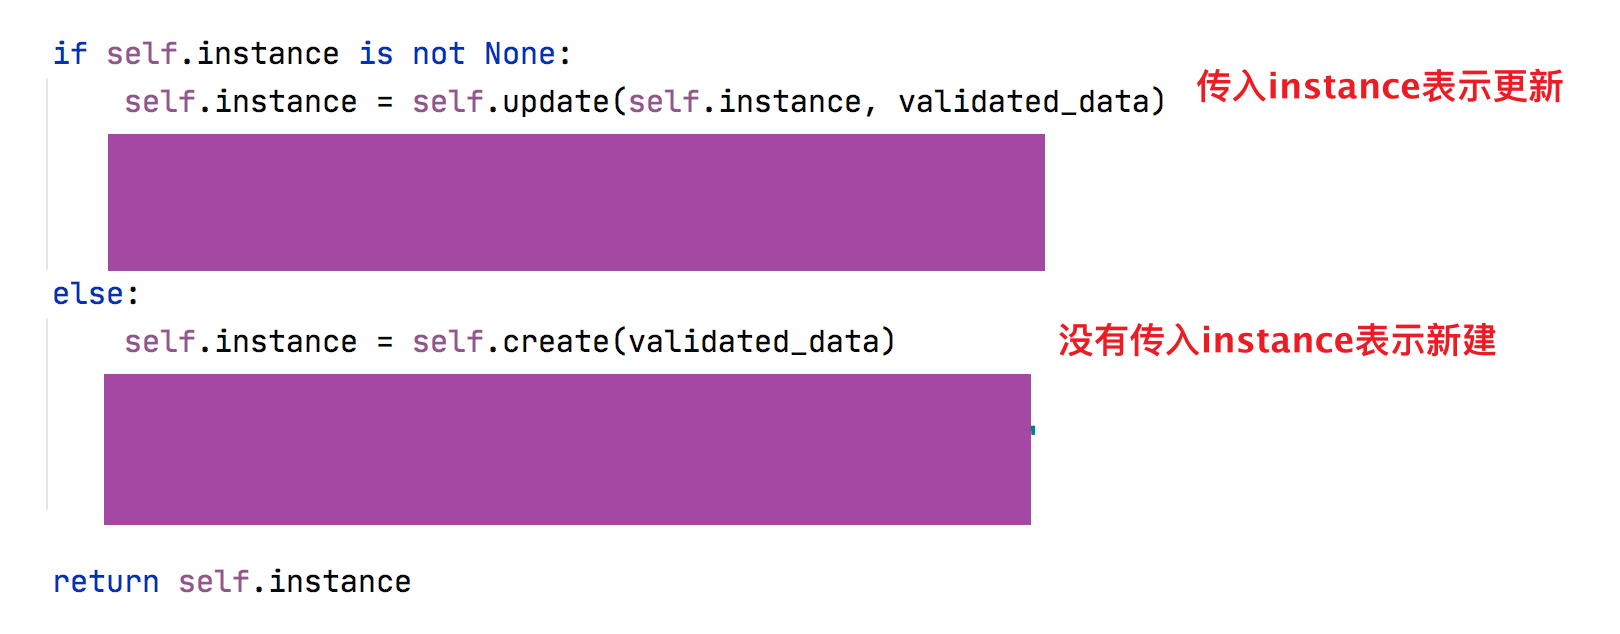 if self.instance is not None:
self.instance = self.update(self.instance, validated_data)
传入instance表示更新
else:
self.instance = self.create(validated_data)
没有传入instance表示新建
return self.instance